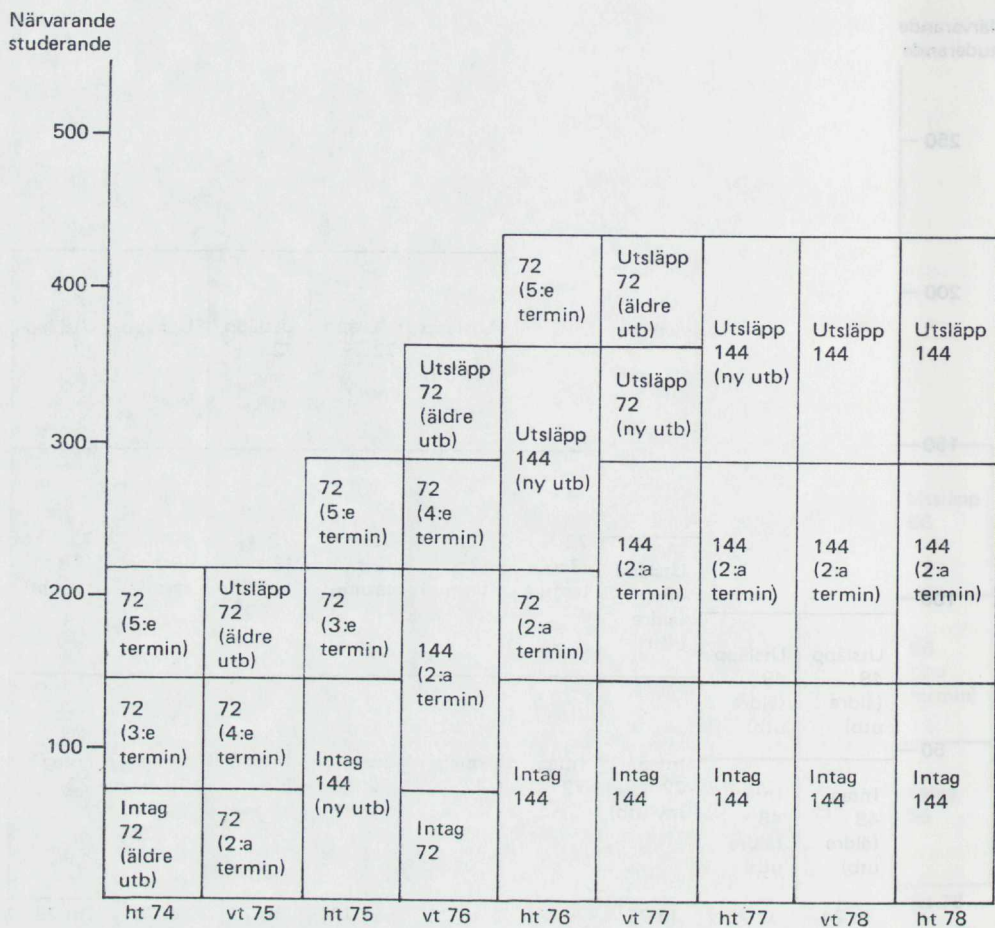 Närvarande
studerande
500
400
300
200
100
72
(5:e
termin)
72
(3:e
termin)
Intag
72
(äldre
utb)
Utsläpp
72
(äldre
utb)
72
(4:e
termin)
72
(2:a
termin)
72
(5:e
termin)
72
(3:e
termin)
Intag
144
(ny utb)
Utsläpp
72
(äldre
utb)
72
(4:e
termin)
144
(2:a
termin)
Intag
72
72
(5:e
termin)
Utsläpp
144
(ny utb)
72
(2:a
termin)
Intag
144
Utsläpp
72
(äldre
utb)
Utsläpp
72
(ny utb)
144
(2:a
termin)
Intag
144
Utsläpp
144
(ny utb)
144
(2:a
termin)
Intag
144
Utsläpp
144
144
(2:a
termin)
Intag
144
Utsläpp
144
144
(2:a
termin)
Intag
144
ht 74 vt 75 ht 75 vt 76 ht 76 vt 77 ht 77 vt 78 ht 78